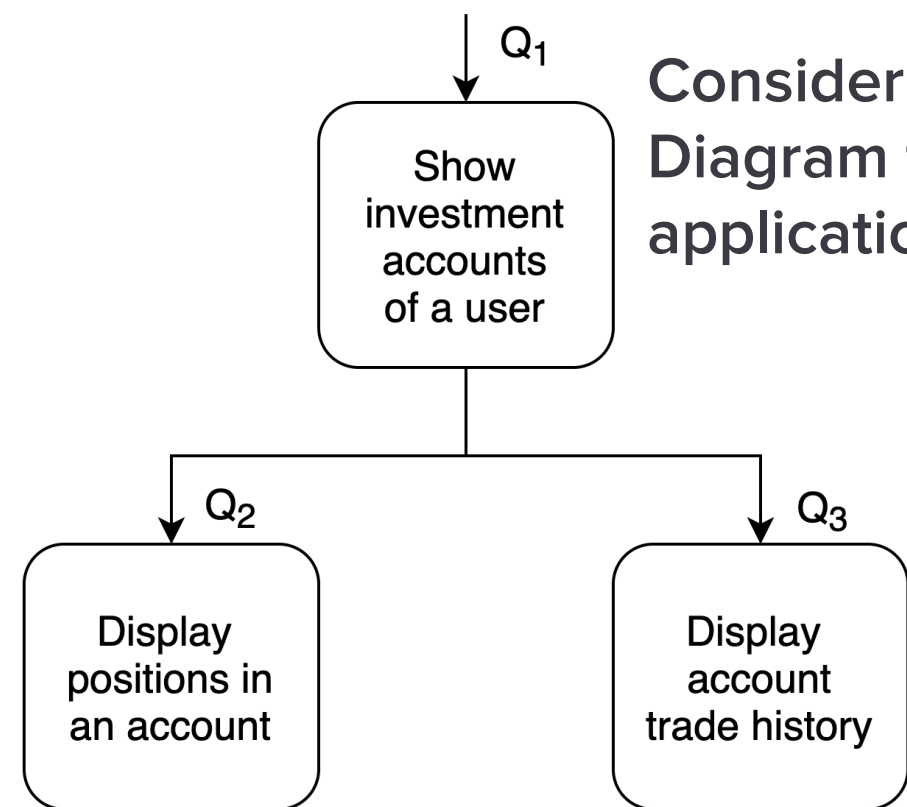 Q1
Consider
Diagram
Show
investment
accounts
of a user
Q2
Q3
Display
positions in
an account
Display
account
trade history